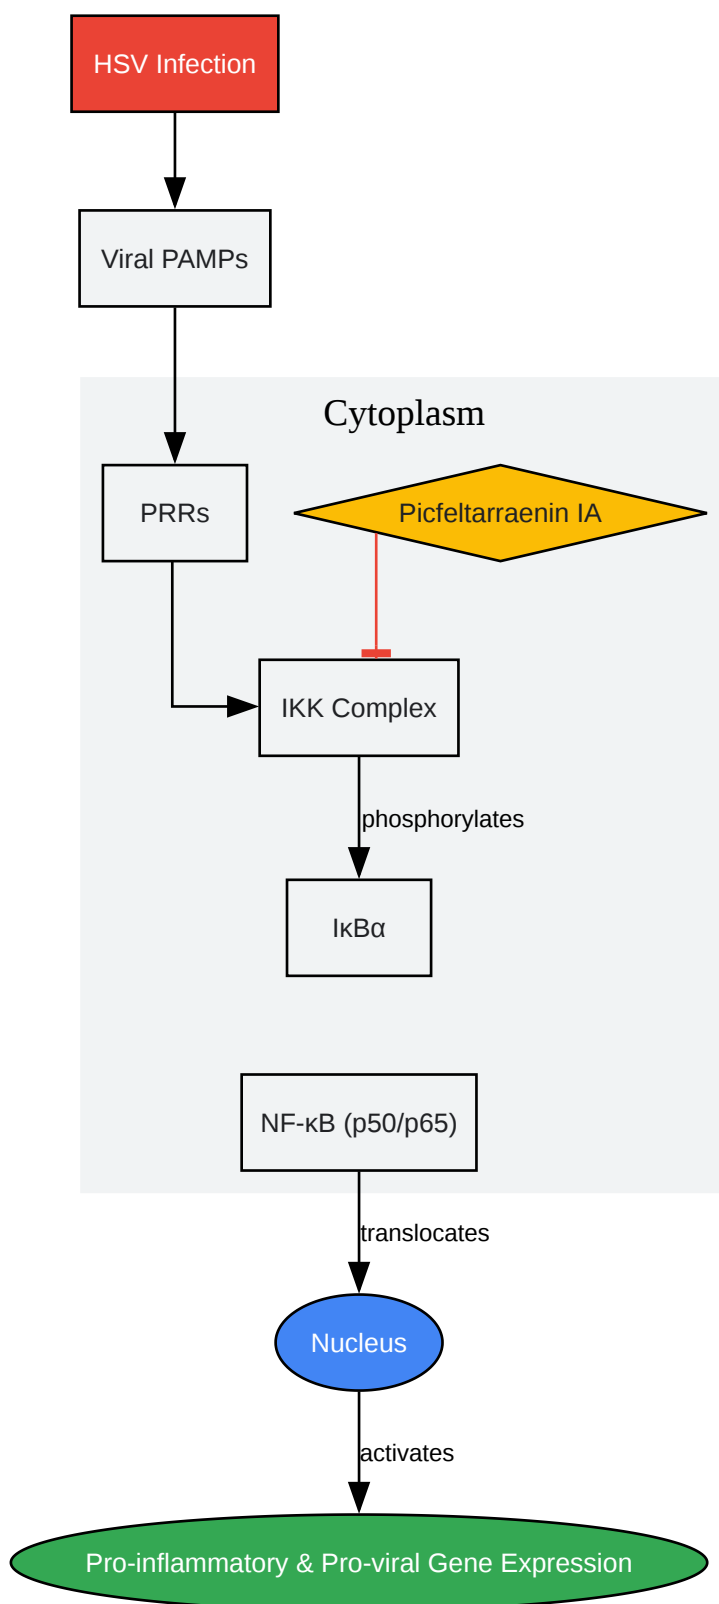 HSV Infection
Viral PAMPs
Cytoplasm
PRRs
Picfeltarraenin IA
IKK Complex
phosphorylates
IκBα
NF-κB (p50/p65)
translocates
Nucleus
activates
Pro-inflammatory & Pro-viral Gene Expression